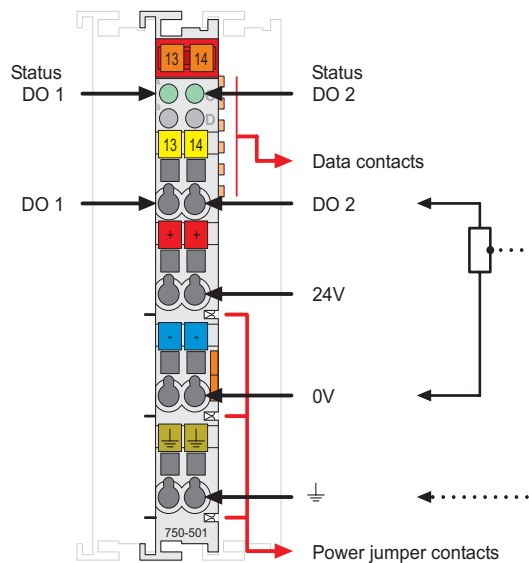 13 14
Status
DO 1
Status
DO 2
A C
B D
13 14
Data contacts
DO 1
DO 2
+ +
24V
- -
0V
750-501
Power jumper contacts